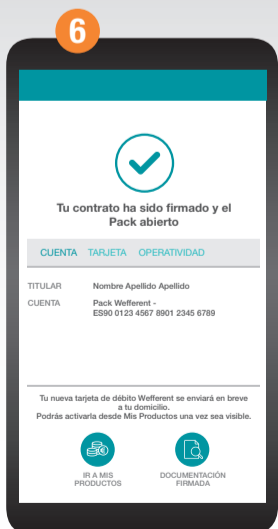 6
Tu contrato ha sido firmado y el
Pack abierto
CUENTA TARJETA OPERATIVIDAD
TITULAR Nombre Apellido Apellido
CUENTA Pack Wefferent -
ES90 0123 4567 8901 2345 6789
Tu nueva tarjeta de débito Wefferent se enviará en breve
a tu domicilio.
Podrás activarla desde Mis Productos una vez sea visible.
IR A MIS
PRODUCTOS
DOCUMENTACIÓN
FIRMADA